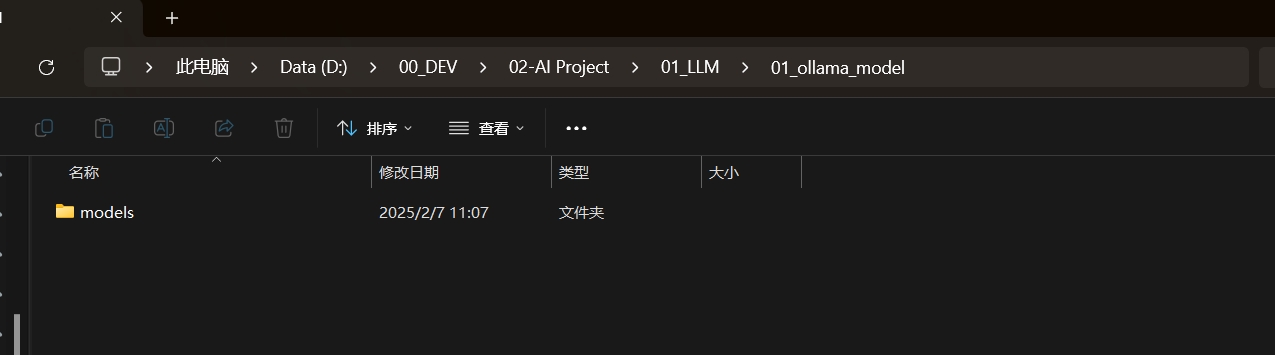 此电脑 > Data (D:) > 00_DEV > 02-AI Project > 01_LLM > 01_ollama_model
排序 查看
名称 修改日期 类型 大小
models 2025/2/7 11:07 文件夹